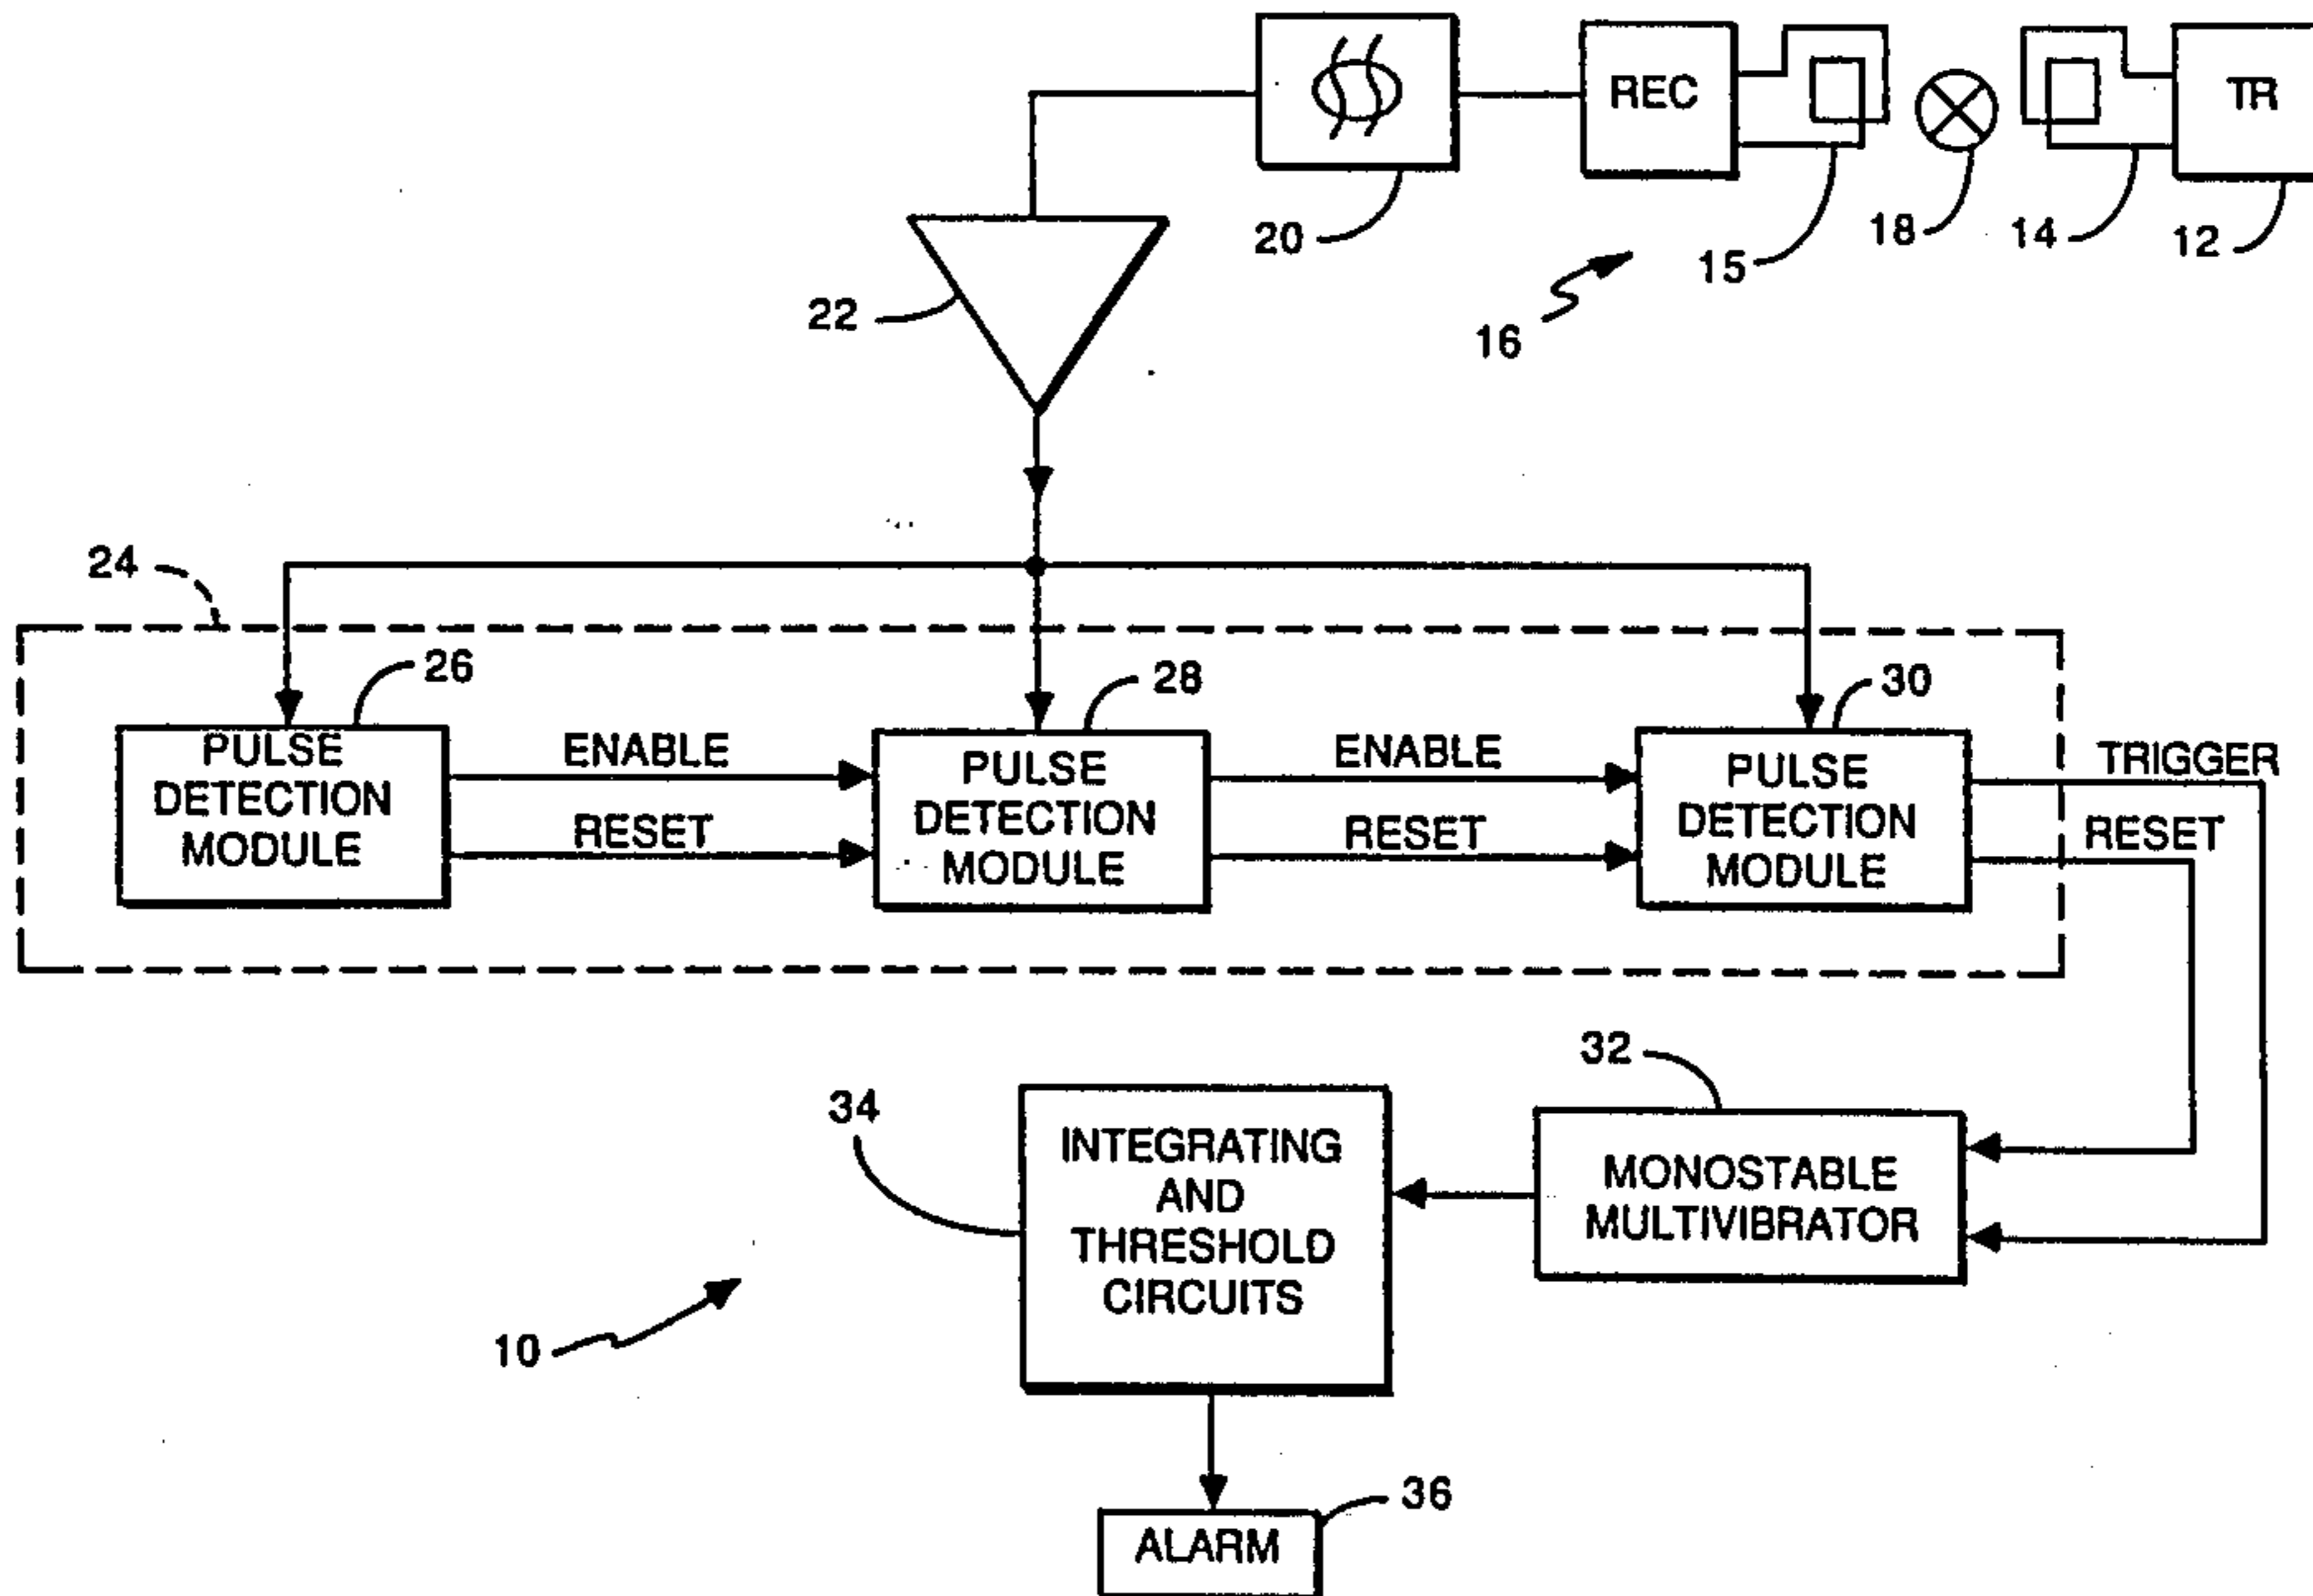 REC
TR
20
15
18
14
12
22
16
24
26
28
30
PULSE
DETECTION
MODULE
ENABLE
RESET
PULSE
DETECTION
MODULE
ENABLE
RESET
PULSE
DETECTION
MODULE
TRIGGER
RESET
32
34
INTEGRATING
AND
THRESHOLD
CIRCUITS
MONOSTABLE
MULTIVIBRATOR
10
36
ALARM